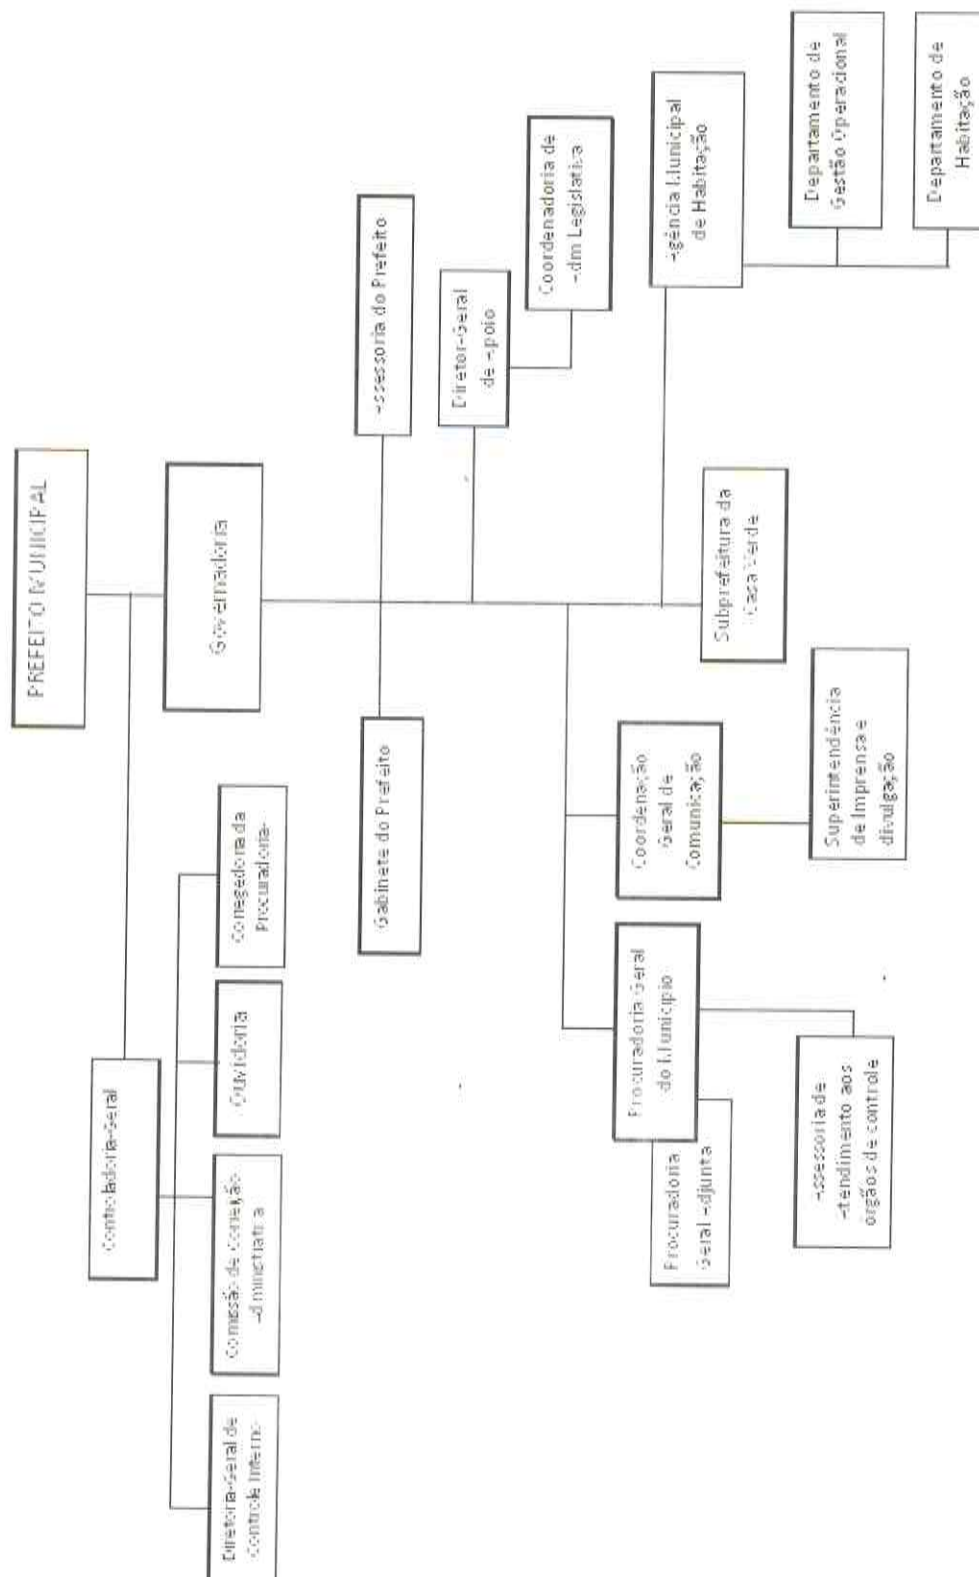 PREFEITO MUNICIPAL
Governadoria
Controladoria-Geral
Diretoria-Geral de
Controle Interno
Comissão de correção
Administrativa
Ouvidoria
Corregedoria da
procuradoria
Gabinete do Prefeito
Assessoria do Prefeito
Diretor-Geral
de Apoio
Coordenadoria de
Adm Legislativa
Procuradoria Geral
do Município
Procuradoria
Geral Adjunta
Assessoria de
Atendimento aos
orgãos de controle
Coordenação
Geral de
Comunicação
Superintendência
de Imprensa e
divulgação
Subprefeitura da
Casa Verde
Agência Municipal
de Habitação
Departamento de
Gestão Operacional
Departamento de
Habitação